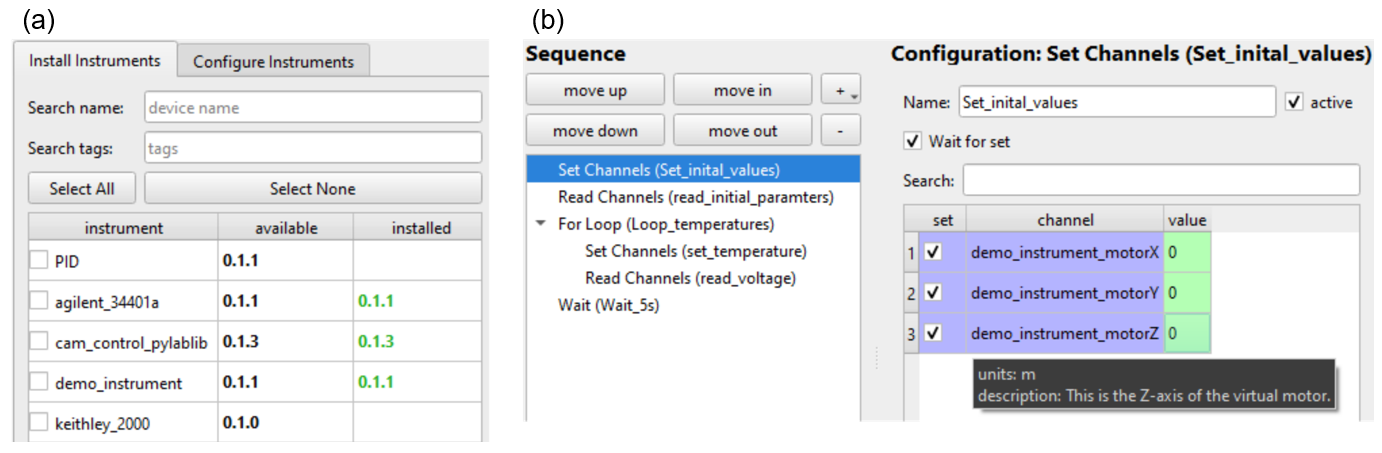 (a)
Install Instruments
Configure Instruments
Search name:
device name
Search tags:
tags
Select All
Select None
instrument available installed
PID 0.1.1
agilent_34401a 0.1.1 0.1.1
cam_control_pylablib 0.1.3 0.1.3
demo_instrument 0.1.1 0.1.1
keithley_2000 0.1.0
(b)
Sequence
move up move in +
move down move out -
Set Channels (Set_inital_values)
Read Channels (read_initial_paramters)
For Loop (Loop_temperatures)
Set Channels (set_temperature)
Read Channels (read_voltage)
Wait (Wait_5s)
Configuration: Set Channels (Set_inital_values)
Name: Set_inital_values active
Wait for set
Search:
set channel value
1 demo_instrument_motorX 0
2 demo_instrument_motorY 0
3 demo_instrument_motorZ 0
units: m
description: This is the Z-axis of the virtual motor.